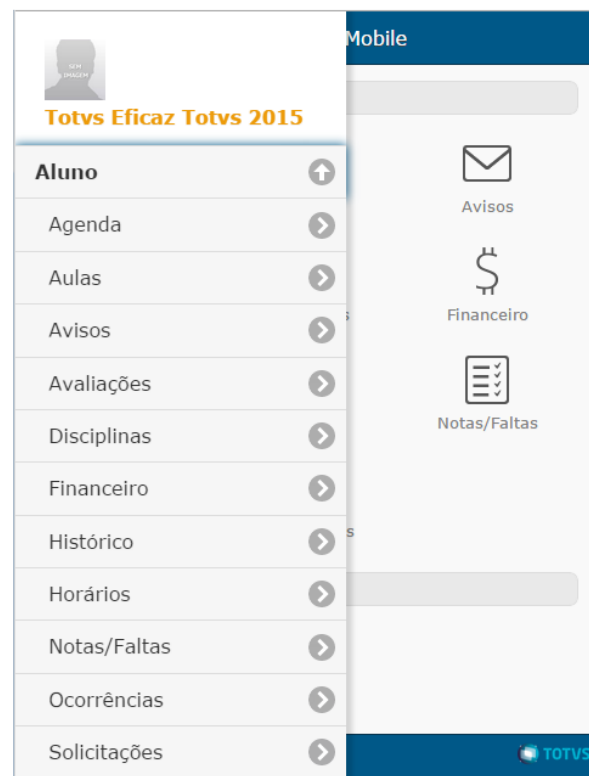 Mobile
SEM
IMAGEM
Totvs Eficaz Totvs 2015
Aluno
Agenda
Aulas
Avisos
Avaliações
Disciplinas
Financeiro
Histórico
Horários
Notas/Faltas
Ocorrências
Solicitações
Avisos
Financeiro
Notas/Faltas
s
TOTVS